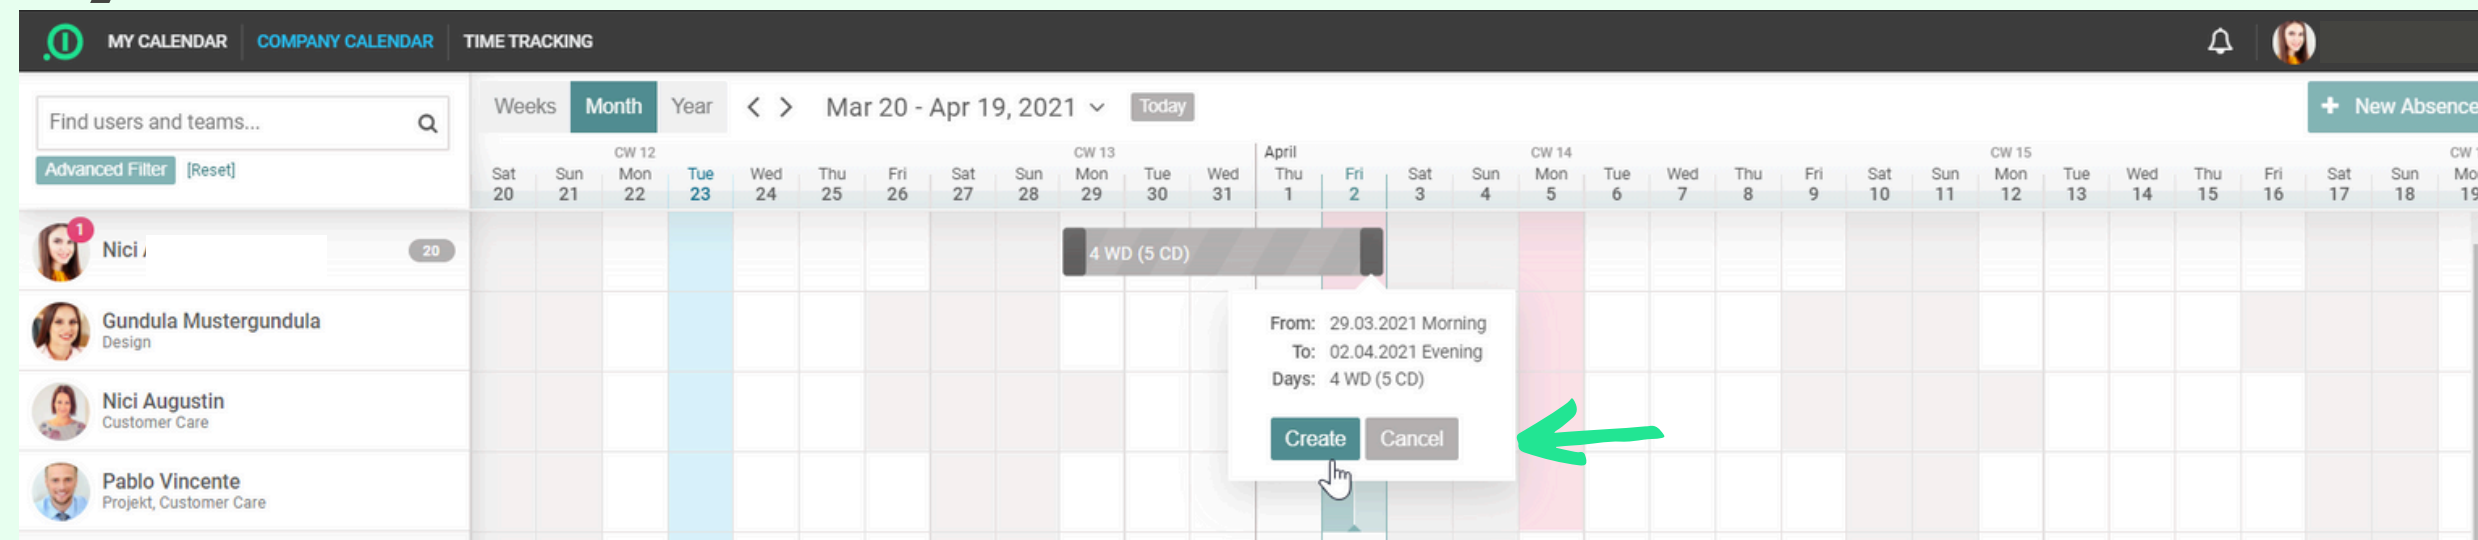 MY CALENDAR COMPANY CALENDAR TIME TRACKING
Find users and teams...
Advanced Filter [Reset]
Weeks Month Year Mar 20 - Apr 19, 2021 Today
+ New Absence
CW 12 CW 13 April CW 14 CW 15 CW
Sat Sun Mon Tue Wed Thu Fri Sat Sun Mon Tue Wed Thu Fri Sat Sun Mon Tue Wed Thu Fri Sat Sun Mon Tue Wed Thu Fri Sat Sun Mo
20 21 22 23 24 25 26 27 28 29 30 31 1 2 3 4 5 6 7 8 9 10 11 12 13 14 15 16 17 18 19
1
Nici
20
4 WD (5 CD)
Gundula Mustergundula
Design
Nici Augustin
Customer Care
Pablo Vincente
Projekt, Customer Care
From: 29.03.2021 Morning
To: 02.04.2021 Evening
Days: 4 WD (5 CD)
Create Cancel